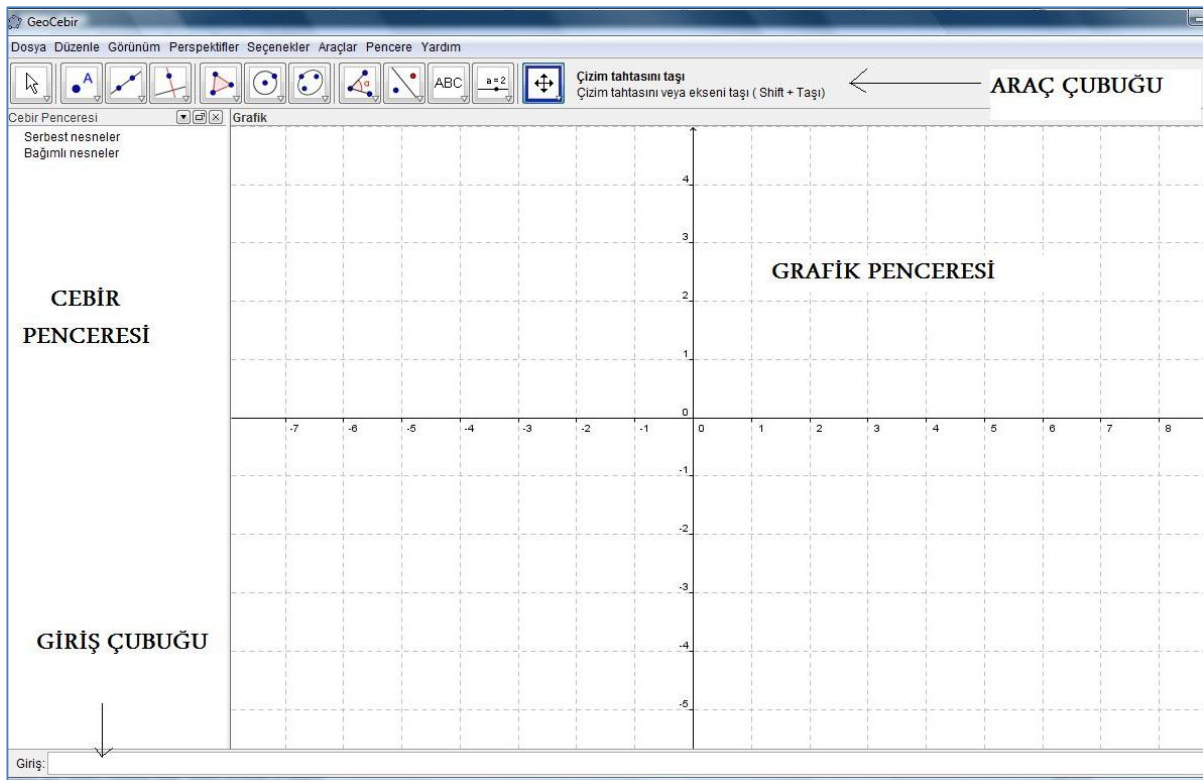 GeoCebir
Dosya Düzenle Görünüm Perspektifler Seçenekler Araçlar Pencere Yardım
A
α
ABC
a=2
Çizim tahtasını taşı
Çizim tahtasını veya ekseni taşı ( Shift + Taşı)
ARAÇ ÇUBUĞU
Cebir Penceresi
Grafik
Serbest nesneler
Bağımlı nesneler
CEBİR
PENCERESİ
GRAFİK PENCERESİ
4
3
2
1
0
-7 -6 -5 -4 -3 -2 -1 0 1 2 3 4 5 6 7 8
-1
-2
-3
-4
-5
GİRİŞ ÇUBUĞU
Giriş: